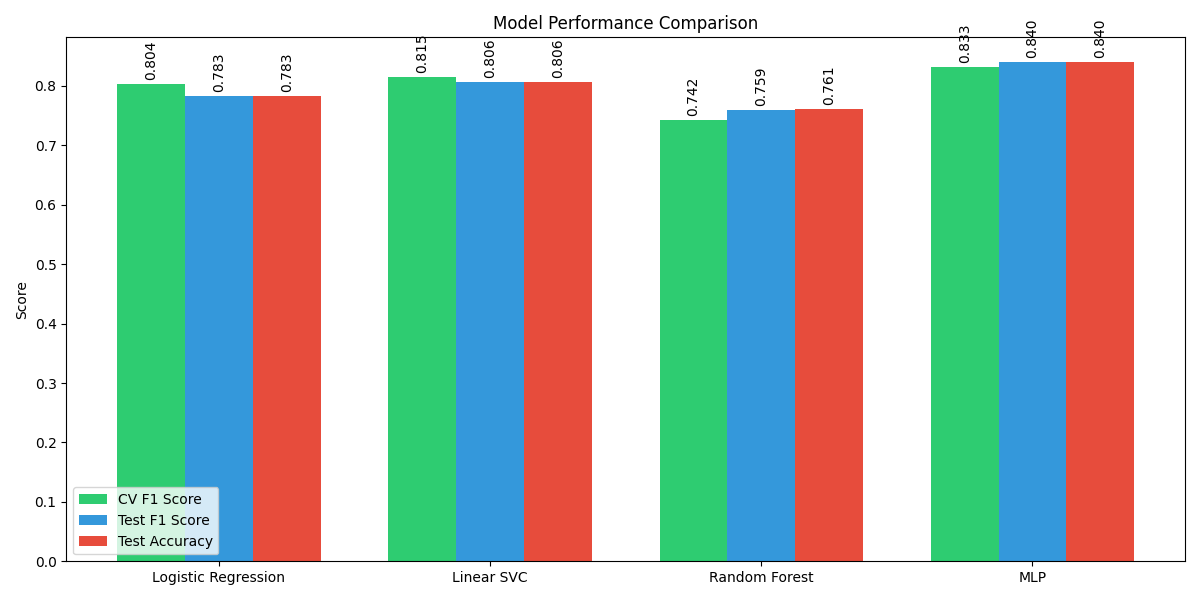 Model Performance Comparison
0.804
0.783
0.783
0.815
0.806
0.806
0.742
0.759
0.761
0.833
0.840
0.840
Score
0.8
0.7
0.6
0.5
0.4
0.3
0.2
0.1
0.0
CV F1 Score
Test F1 Score
Test Accuracy
Logistic Regression
Linear SVC
Random Forest
MLP